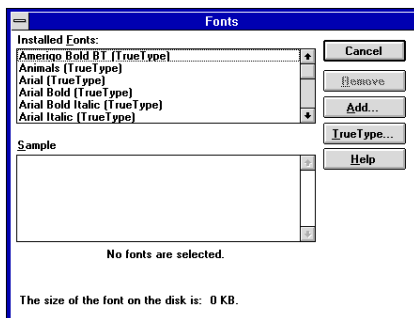 Fonts
Installed Fonts:
Amerigo Bold BT (TrueType)
Animals (TrueType)
Arial (TrueType)
Arial Bold (TrueType)
Arial Bold Italic (TrueType)
Arial Italic (TrueType)
Cancel
Remove
Add...
TrueType...
Help
Sample
No fonts are selected.
The size of the font on the disk is: 0 KB.